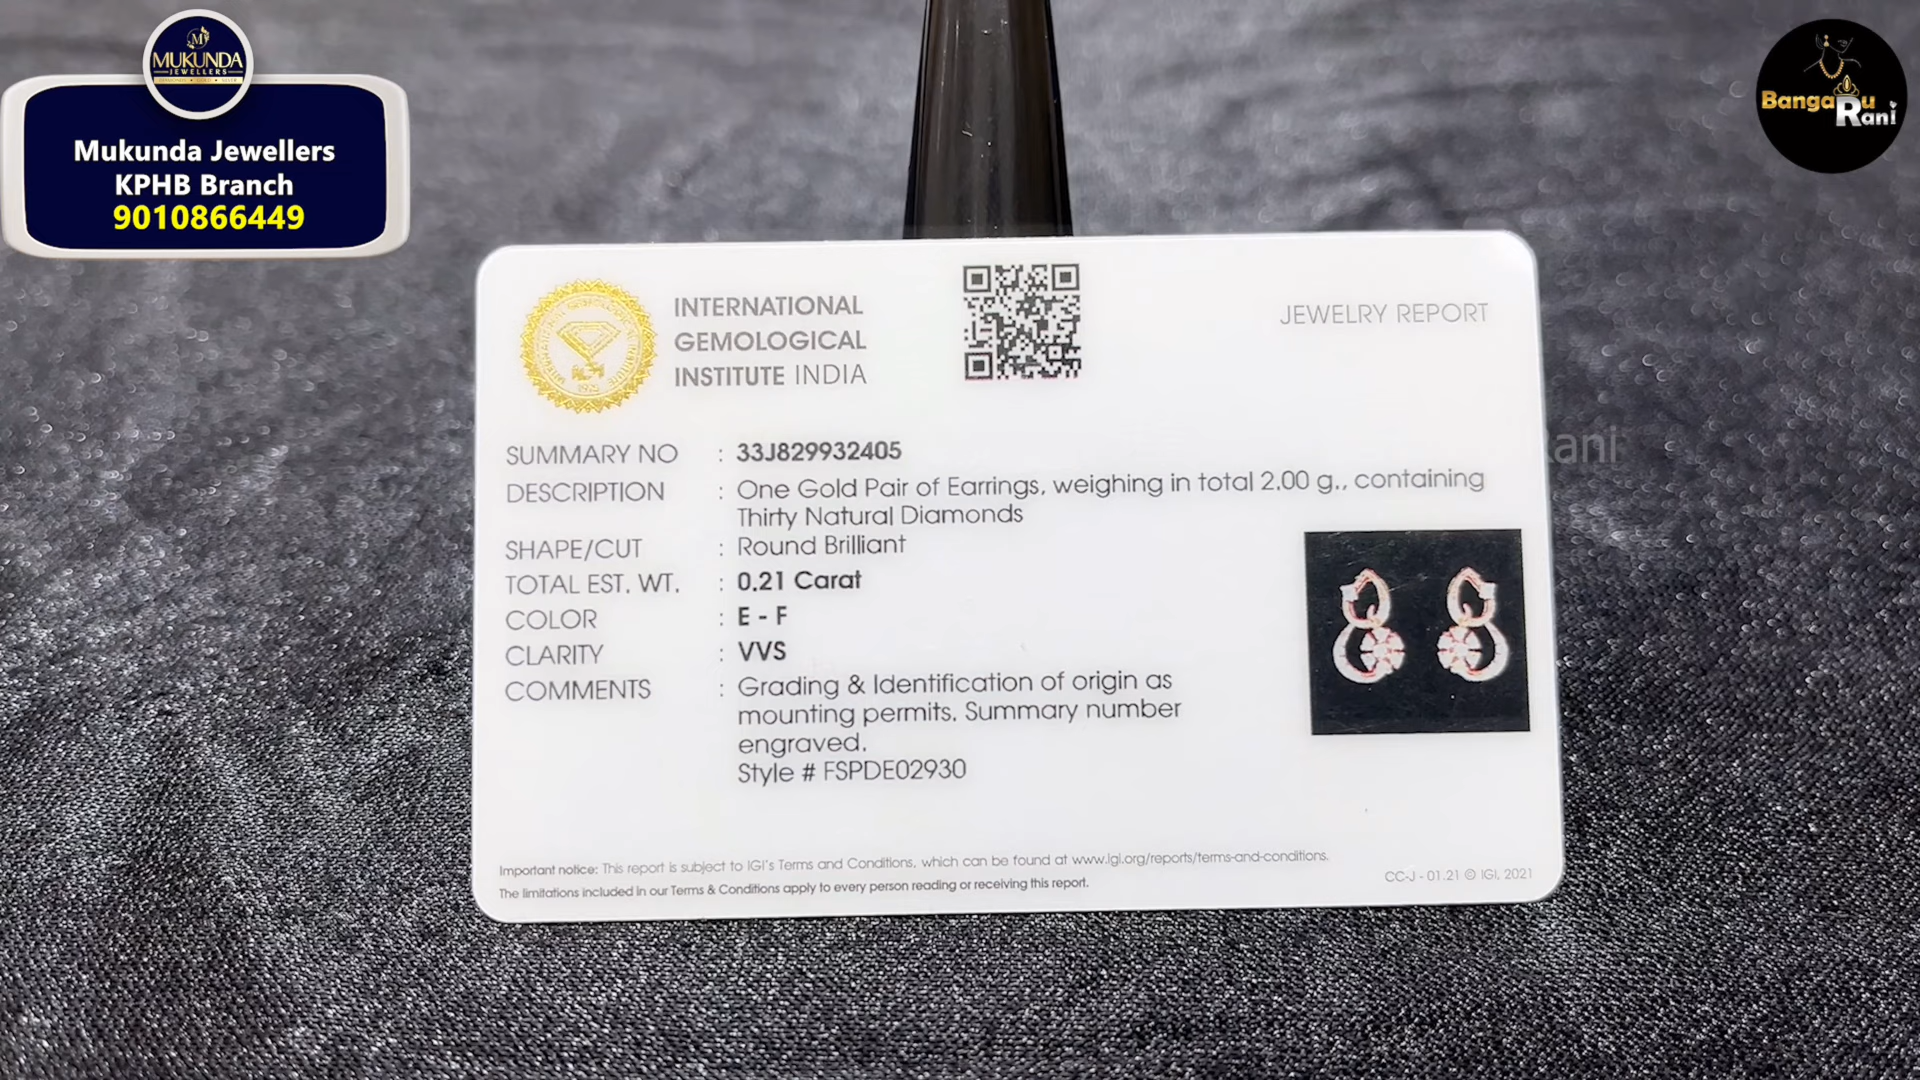 MUKUNDA
JEWELLERS
Mukunda Jewellers
KPHB Branch
9010866449
Bangaru
Rani
INTERNATIONAL
GEMOLOGICAL
INSTITUTE INDIA
JEWELRY REPORT
SUMMARY NO : 33J829932405
DESCRIPTION : One Gold Pair of Earrings, weighing in total 2.00 g., containing
Thirty Natural Diamonds
SHAPE/CUT : Round Brilliant
TOTAL EST. WT. : 0.21 Carat
COLOR : E - F
CLARITY : VVS
COMMENTS : Grading & Identification of origin as
mounting permits. Summary number
engraved.
Style # FSPDE02930
Rani
Important notice: This report is subject to IGI's Terms and Conditions, which can be found at www.igi.org/reports/terms-and-conditions.
The limitations included in our Terms & Conditions apply to every person reading or receiving this report.
CC-J - 01.21 © IGI, 2021